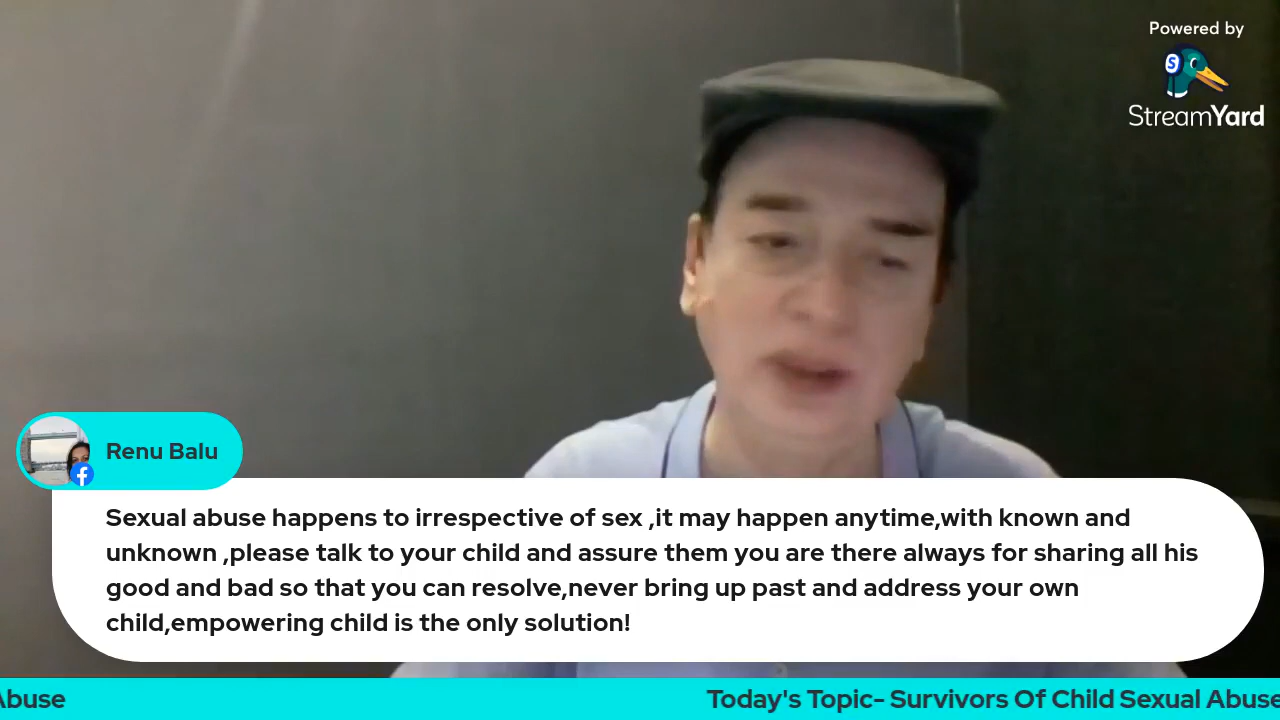 Powered by
StreamYard
Renu Balu
Sexual abuse happens to irrespective of sex ,it may happen anytime,with known and
unknown ,please talk to your child and assure them you are there always for sharing all his
good and bad so that you can resolve,never bring up past and address your own
child,empowering child is the only solution!
Abuse
Today's Topic- Survivors Of Child Sexual Abuse